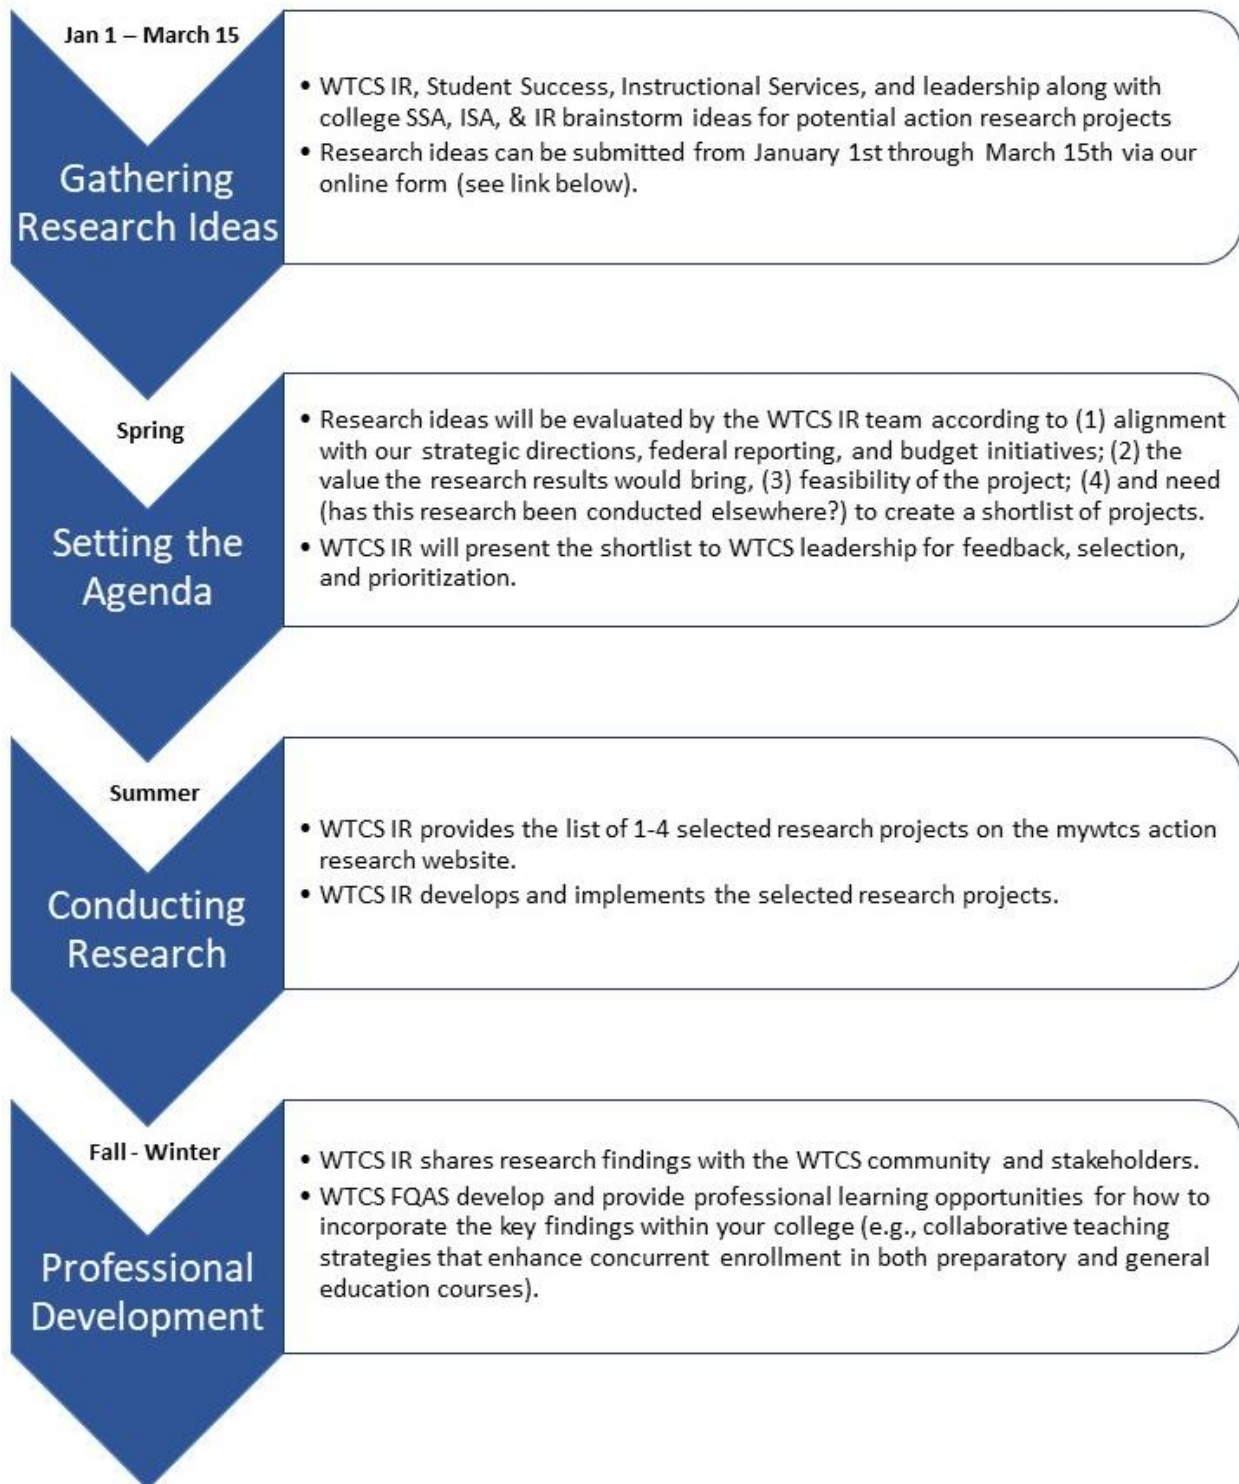 Jan 1 – March 15
Gathering
Research Ideas
• WTCS IR, Student Success, Instructional Services, and leadership along with
college SSA, ISA, & IR brainstorm ideas for potential action research projects
• Research ideas can be submitted from January 1st through March 15th via our
online form (see link below).
Spring
Setting the
Agenda
• Research ideas will be evaluated by the WTCS IR team according to (1) alignment
with our strategic directions, federal reporting, and budget initiatives; (2) the
value the research results would bring, (3) feasibility of the project; (4) and need
(has this research been conducted elsewhere?) to create a shortlist of projects.
• WTCS IR will present the shortlist to WTCS leadership for feedback, selection,
and prioritization.
Summer
Conducting
Research
• WTCS IR provides the list of 1-4 selected research projects on the mywtcs action
research website.
• WTCS IR develops and implements the selected research projects.
Fall - Winter
Professional
Development
• WTCS IR shares research findings with the WTCS community and stakeholders.
• WTCS FQAS develop and provide professional learning opportunities for how to
incorporate the key findings within your college (e.g., collaborative teaching
strategies that enhance concurrent enrollment in both preparatory and general
education courses).